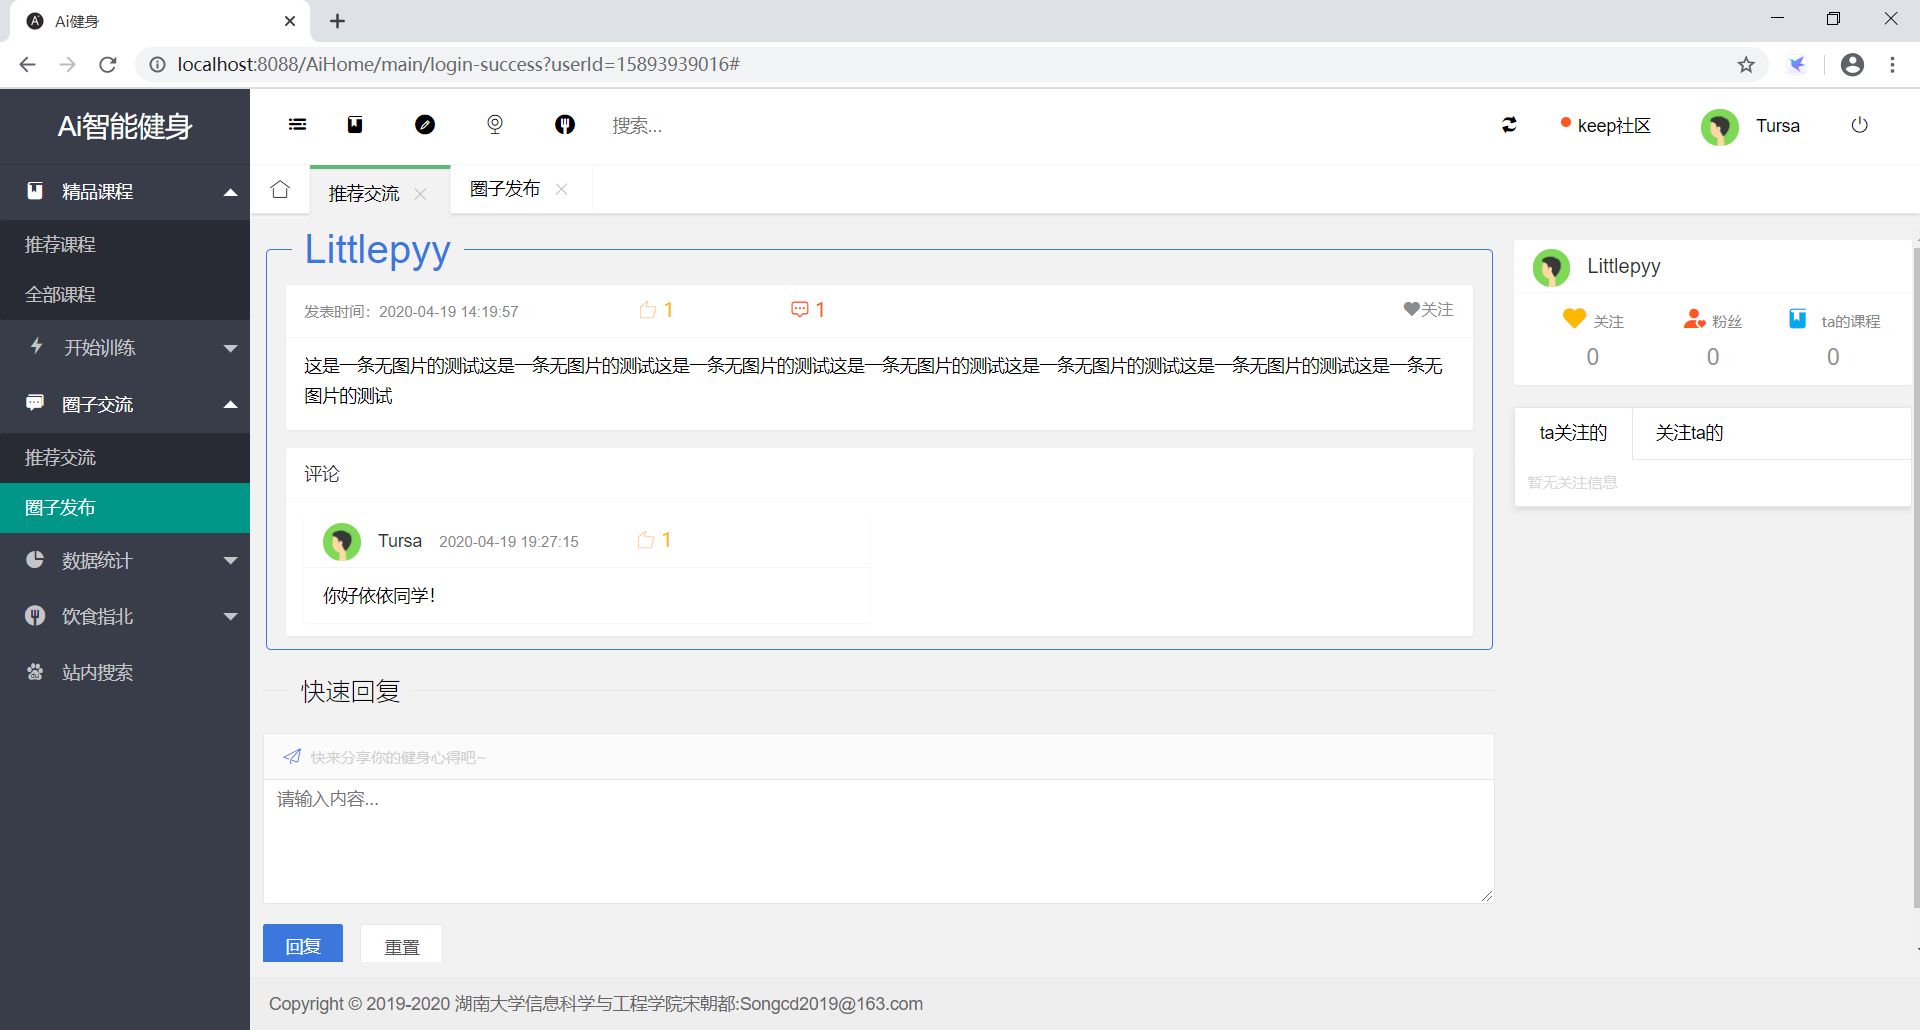 Ai健身
localhost:8088/AiHome/main/login-success?userId=15893939016#
Ai智能健身
搜索...
keep社区
Tursa
精品课程
推荐课程
全部课程
开始训练
圈子交流
推荐交流
圈子发布
数据统计
饮食指北
站内搜索
推荐交流
圈子发布
Littlepyy
发表时间：2020-04-19 14:19:57
1
1
关注
这是一条无图片的测试这是一条无图片的测试这是一条无图片的测试这是一条无图片的测试这是一条无图片的测试这是一条无图片的测试这是一条无
图片的测试
评论
Tursa 2020-04-19 19:27:15
1
你好依依同学！
快速回复
快来分享你的健身心得吧~
请输入内容...
回复
重置
Littlepyy
关注
粉丝
ta的课程
0
0
0
ta关注的
关注ta的
暂无关注信息
Copyright © 2019-2020 湖南大学信息科学与工程学院宋朝都:Songcd2019@163.com